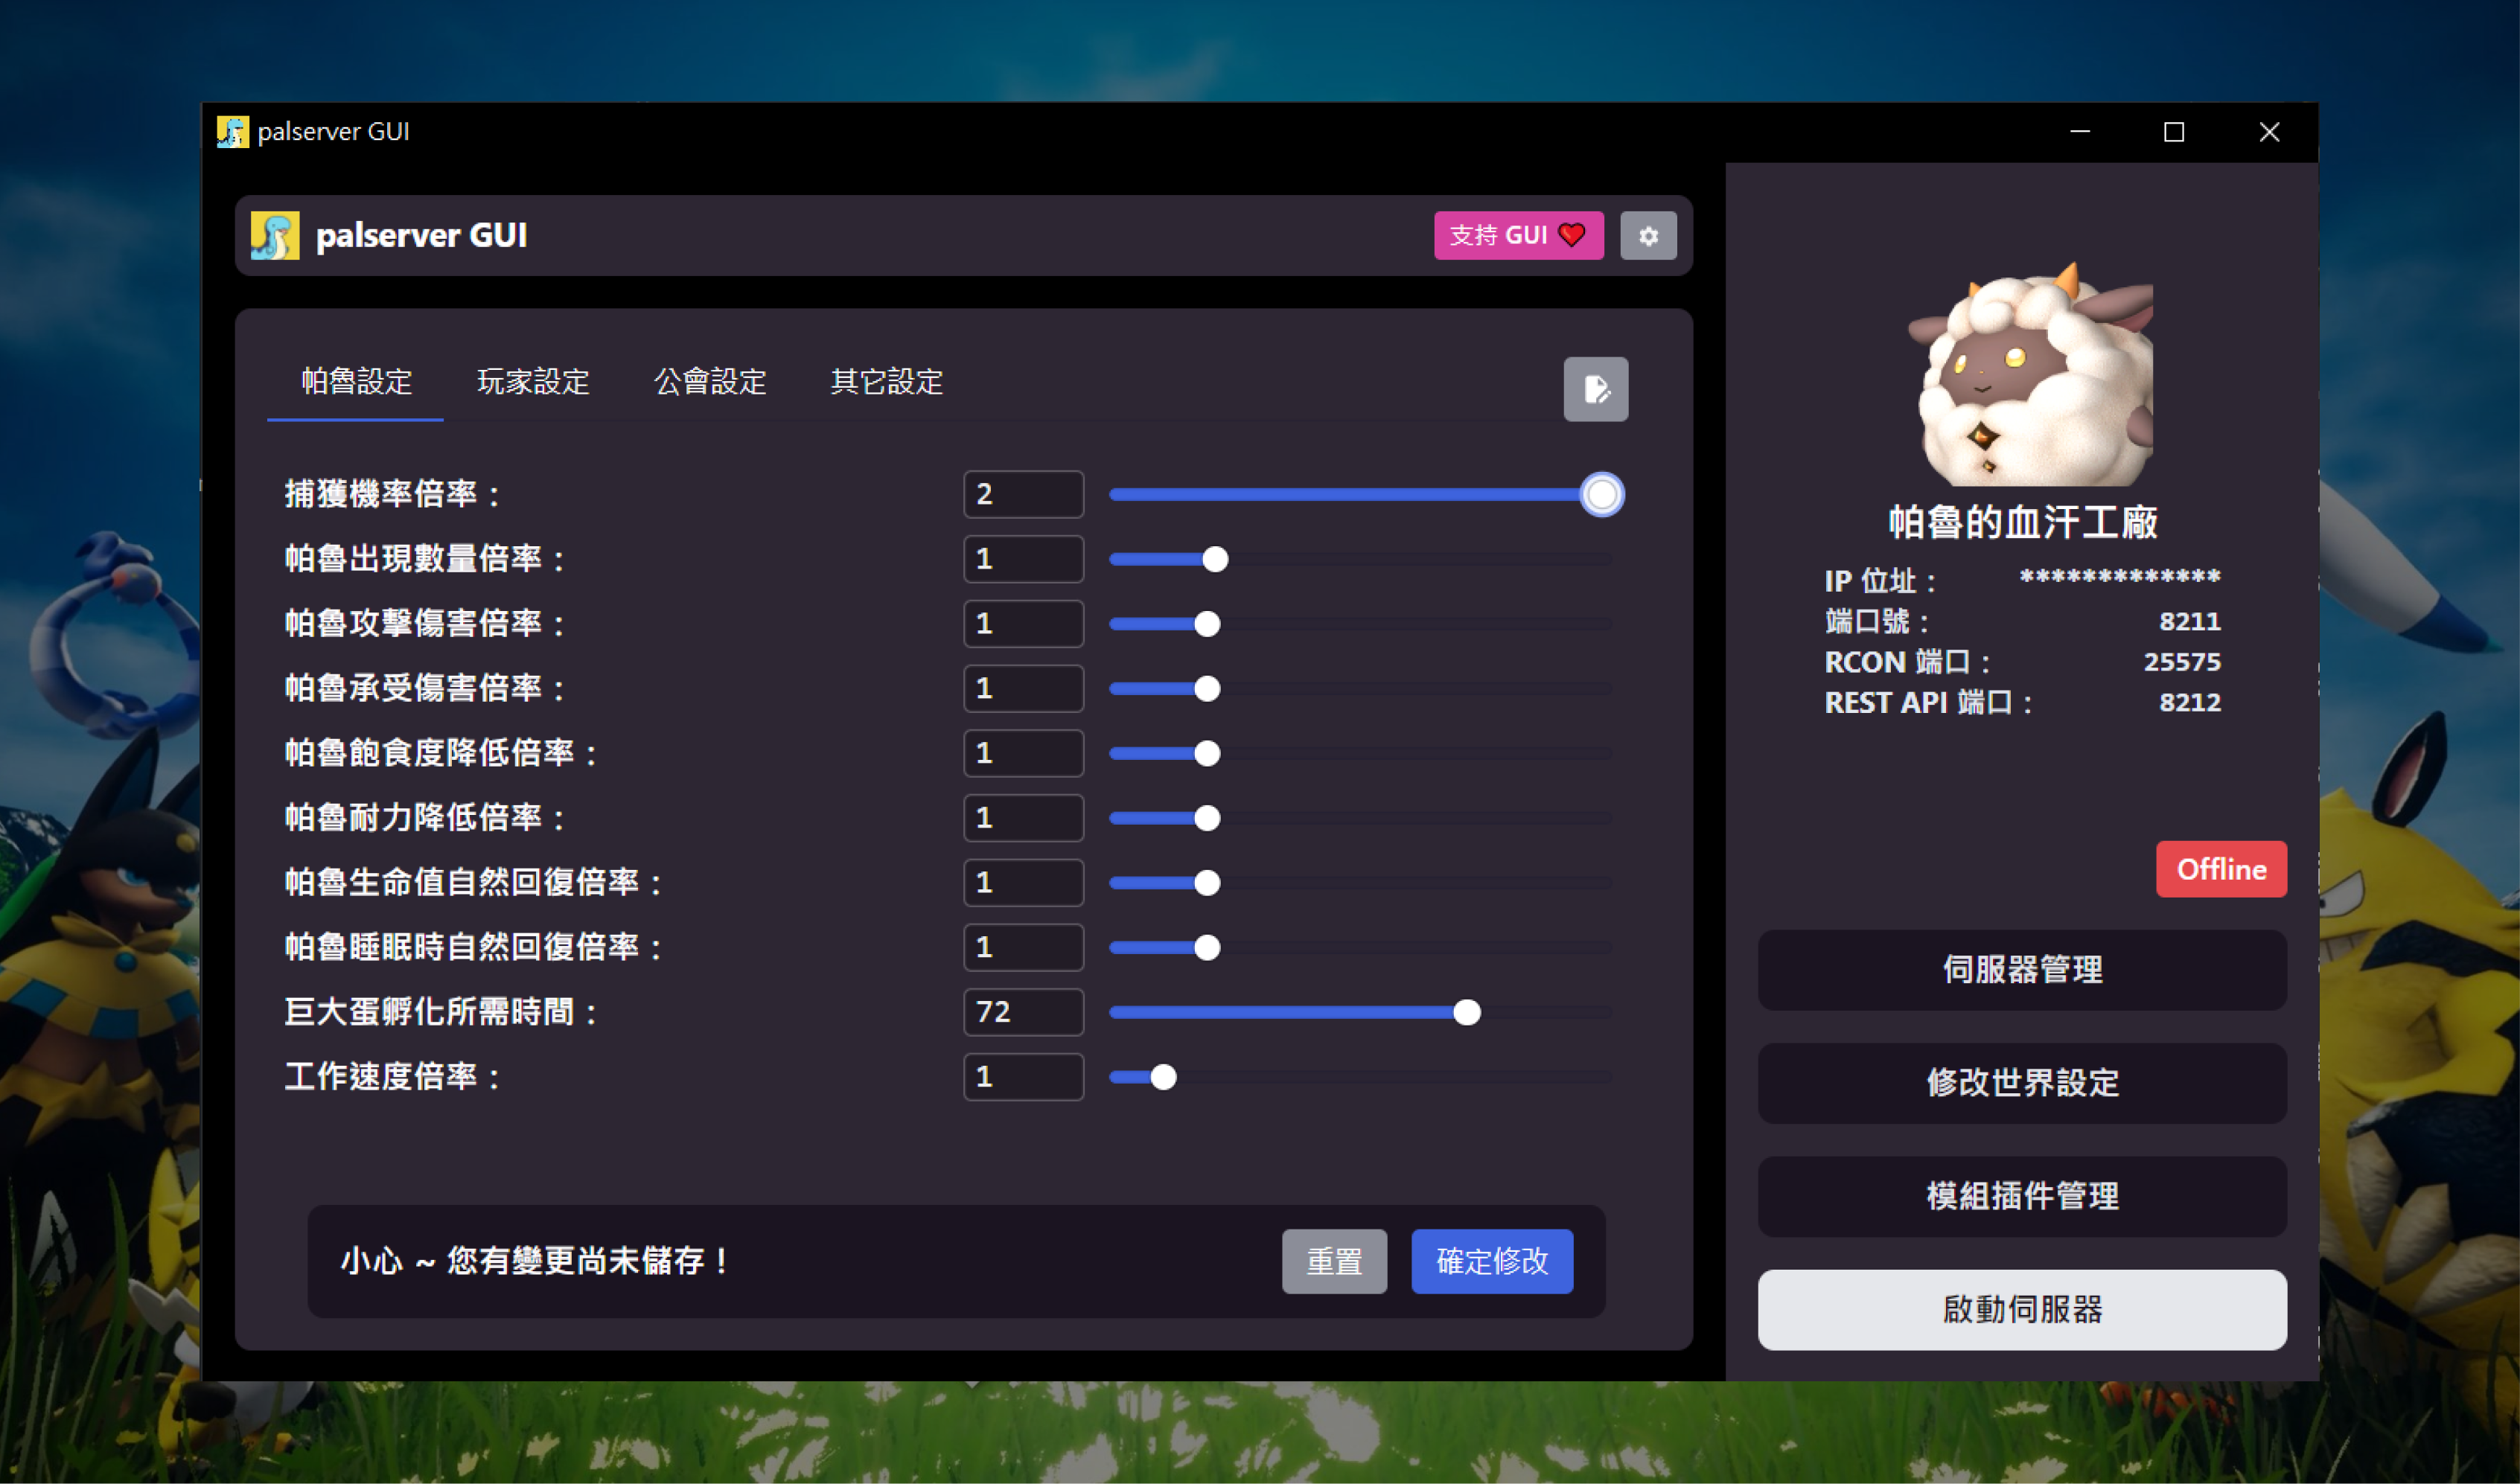 palserver GUI
palserver GUI
支持 GUI
帕魯設定 玩家設定 公會設定 其它設定
捕獲機率倍率： 2
帕魯出現數量倍率： 1
帕魯攻擊傷害倍率： 1
帕魯承受傷害倍率： 1
帕魯飽食度降低倍率： 1
帕魯耐力降低倍率： 1
帕魯生命值自然回復倍率： 1
帕魯睡眠時自然回復倍率： 1
巨大蛋孵化所需時間： 72
工作速度倍率： 1
小心 ~ 您有變更尚未儲存！ 重置 確定修改
帕魯的血汗工廠
IP 位址： *************
端口號： 8211
RCON 端口： 25575
REST API 端口： 8212
Offline
伺服器管理
修改世界設定
模組插件管理
啟動伺服器